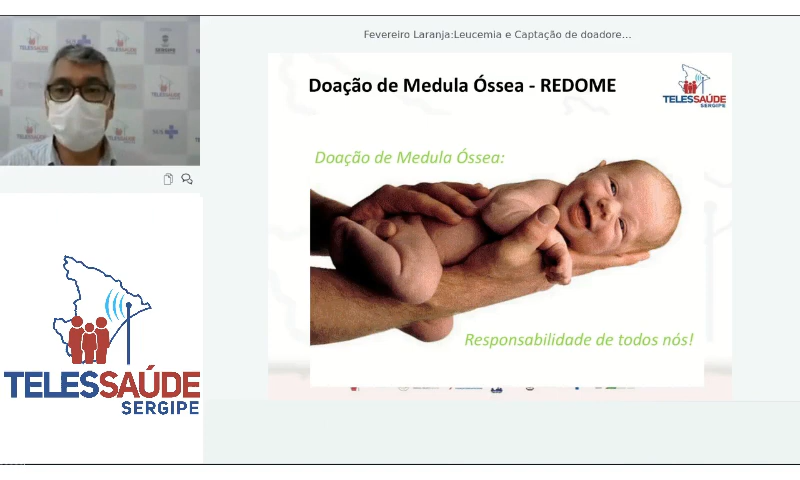 Fevereiro Laranja:Leucemia e Captação de doadore...
Doação de Medula Óssea - REDOME
TELESSAÚDE
SERGIPE
Doação de Medula Óssea:
Responsabilidade de todos nós!
TELESSAÚDE
SERGIPE